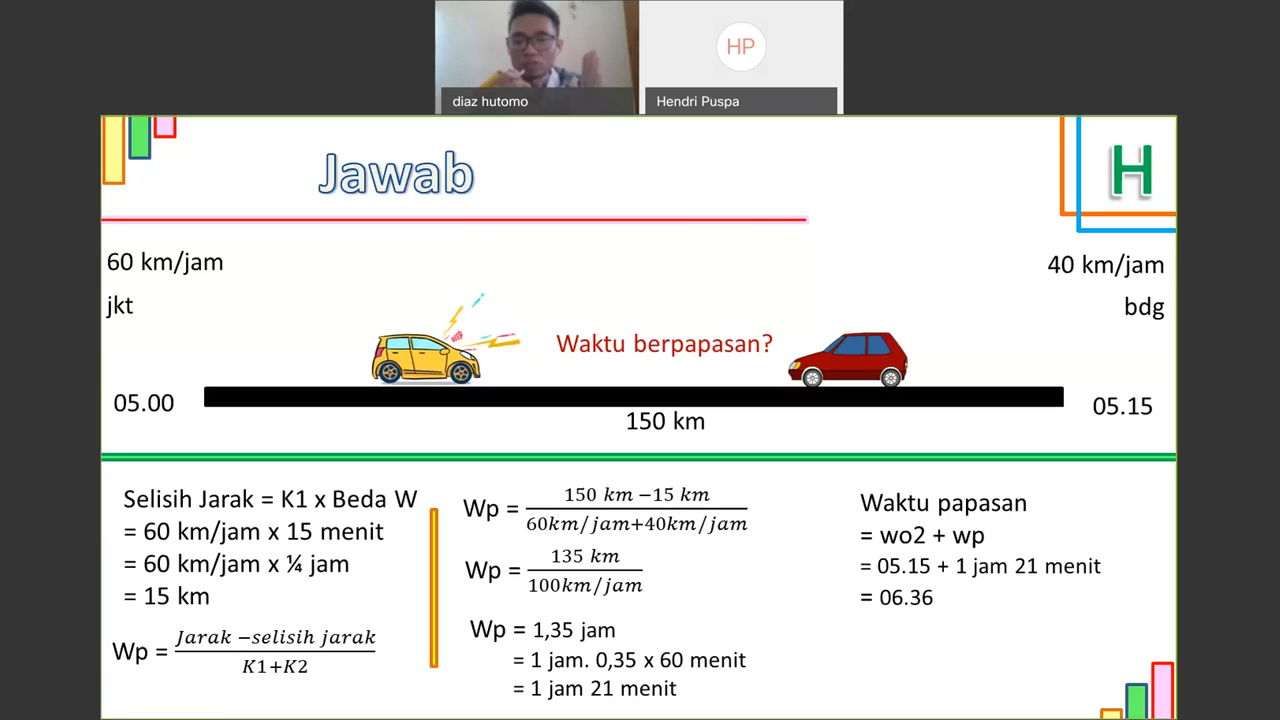 HP
diaz hutomo
Hendri Puspa
Jawab
H
60 km/jam
40 km/jam
jkt
bdg
Waktu berpapasan?
05.00
05.15
150 km
Selisih Jarak = K1 x Beda W
= 60 km/jam x 15 menit
= 60 km/jam x ¼ jam
= 15 km
Wp = Jarak −selisih jarak / K1+K2
Wp = 150 km −15 km / 60km/jam+40km/jam
Wp = 135 km / 100km/jam
Wp = 1,35 jam
= 1 jam. 0,35 x 60 menit
= 1 jam 21 menit
Waktu papasan
= wo2 + wp
= 05.15 + 1 jam 21 menit
= 06.36